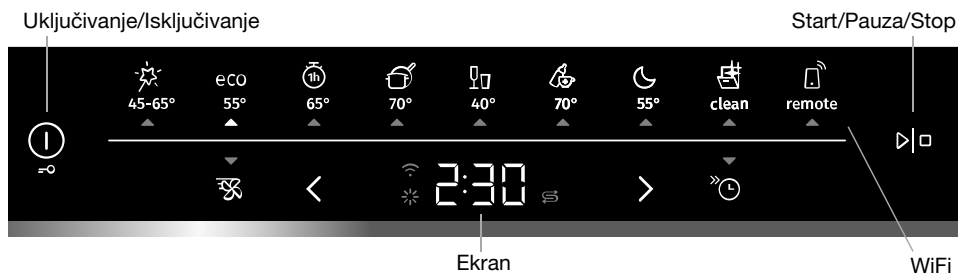 Uključivanje/Isključivanje
Start/Pauza/Stop
eco
1h
45-65° 55° 65° 70° 40° 70° 55° clean remote
2:30
Ekran
WiFi